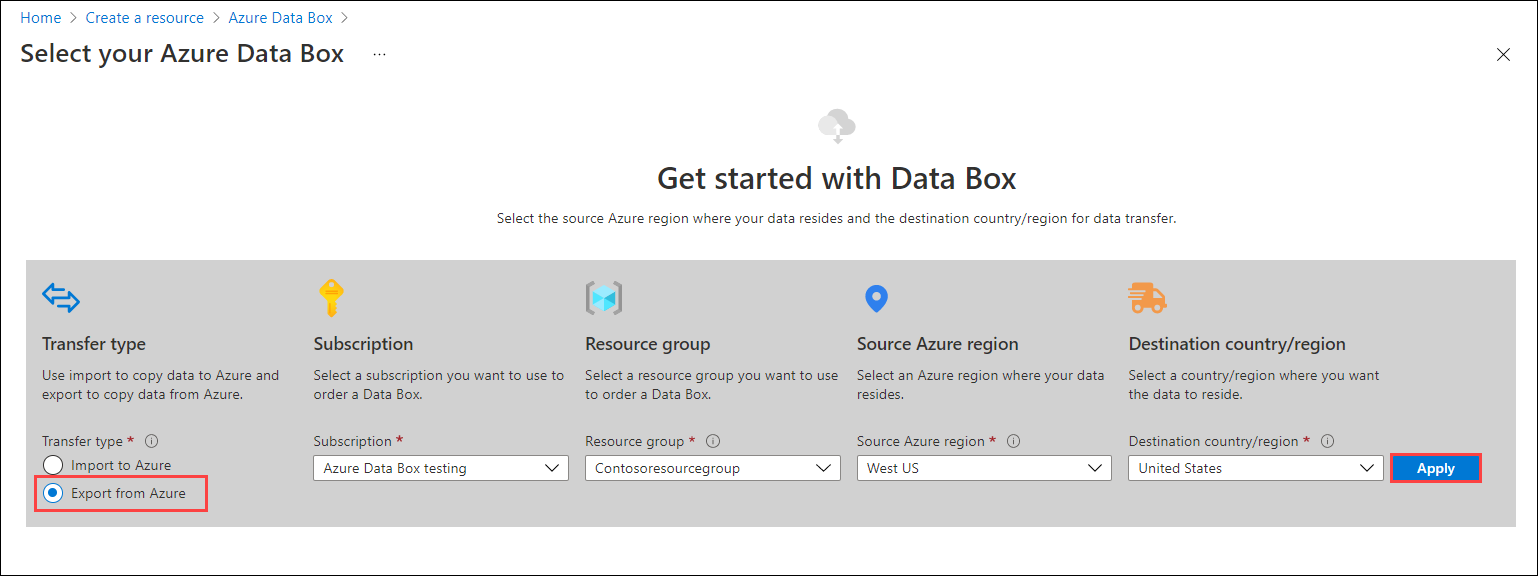 Home > Create a resource > Azure Data Box >
Select your Azure Data Box ...
Get started with Data Box
Select the source Azure region where your data resides and the destination country/region for data transfer.
Transfer type
Use import to copy data to Azure and
export to copy data from Azure.
Transfer type *
Import to Azure
Export from Azure
Subscription
Select a subscription you want to use to
order a Data Box.
Subscription *
Azure Data Box testing
Resource group
Select a resource group you want to use
to order a Data Box.
Resource group *
Contosoresourcegroup
Source Azure region
Select an Azure region where your data
resides.
Source Azure region *
West US
Destination country/region
Select a country/region where you want
the data to reside.
Destination country/region *
United States
Apply